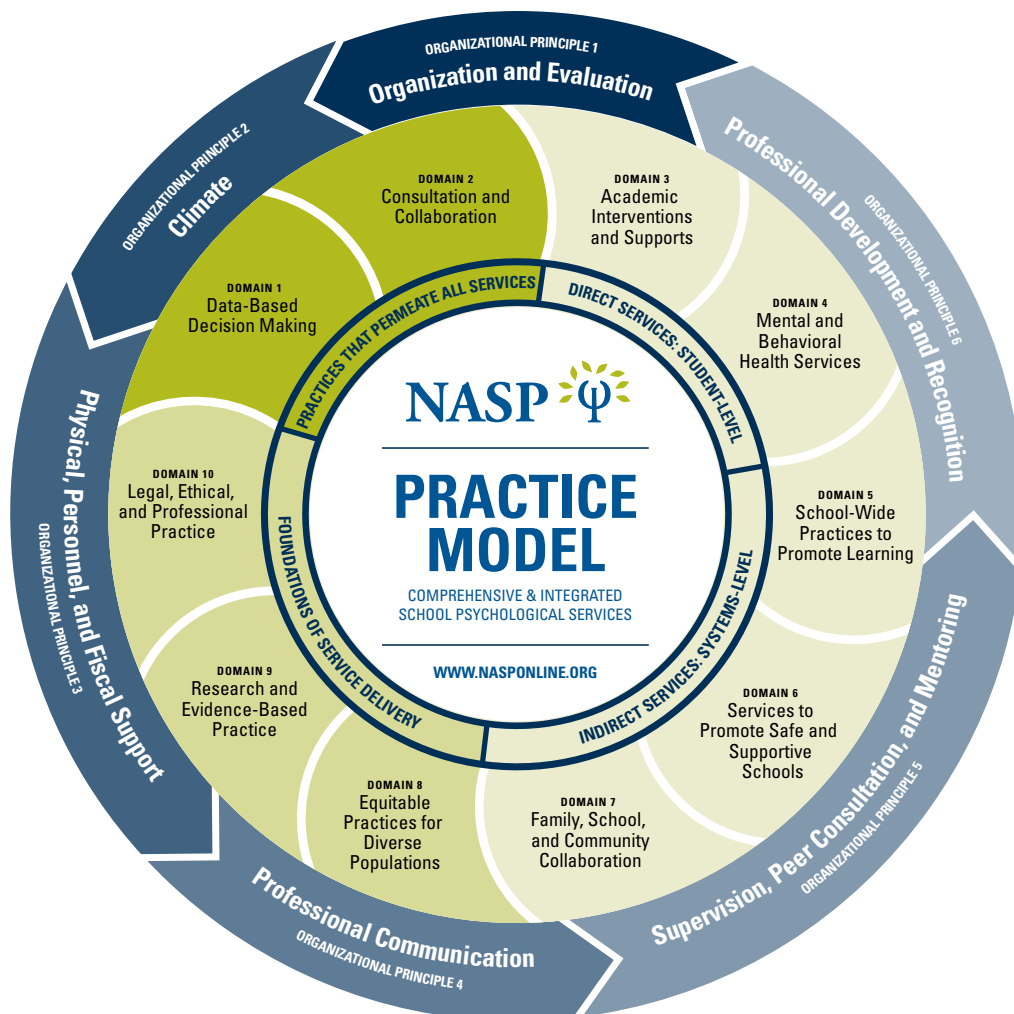 ORGANIZATIONAL PRINCIPLE 1
Organization and Evaluation
ORGANIZATIONAL PRINCIPLE 2
Climate
ORGANIZATIONAL PRINCIPLE 3
Physical, Personnel, and Fiscal Support
ORGANIZATIONAL PRINCIPLE 4
Professional Communication
ORGANIZATIONAL PRINCIPLE 5
Supervision, Peer Consultation, and Mentoring
ORGANIZATIONAL PRINCIPLE 6
Professional Development and Recognition
DOMAIN 1
Data-Based
Decision Making
DOMAIN 2
Consultation and
Collaboration
DOMAIN 3
Academic
Interventions
and Supports
DOMAIN 4
Mental and
Behavioral
Health Services
DOMAIN 5
School-Wide
Practices to
Promote Learning
DOMAIN 6
Services to
Promote Safe and
Supportive
Schools
DOMAIN 7
Family, School,
and Community
Collaboration
DOMAIN 8
Equitable
Practices for
Diverse
Populations
DOMAIN 9
Research and
Evidence-Based
Practice
DOMAIN 10
Legal, Ethical,
and Professional
Practice
PRACTICES THAT PERMEATE ALL SERVICES
DIRECT SERVICES: STUDENT-LEVEL
INDIRECT SERVICES: SYSTEMS-LEVEL
FOUNDATIONS OF SERVICE DELIVERY
NASP
PRACTICE
MODEL
COMPREHENSIVE & INTEGRATED
SCHOOL PSYCHOLOGICAL SERVICES
WWW.NASPONLINE.ORG